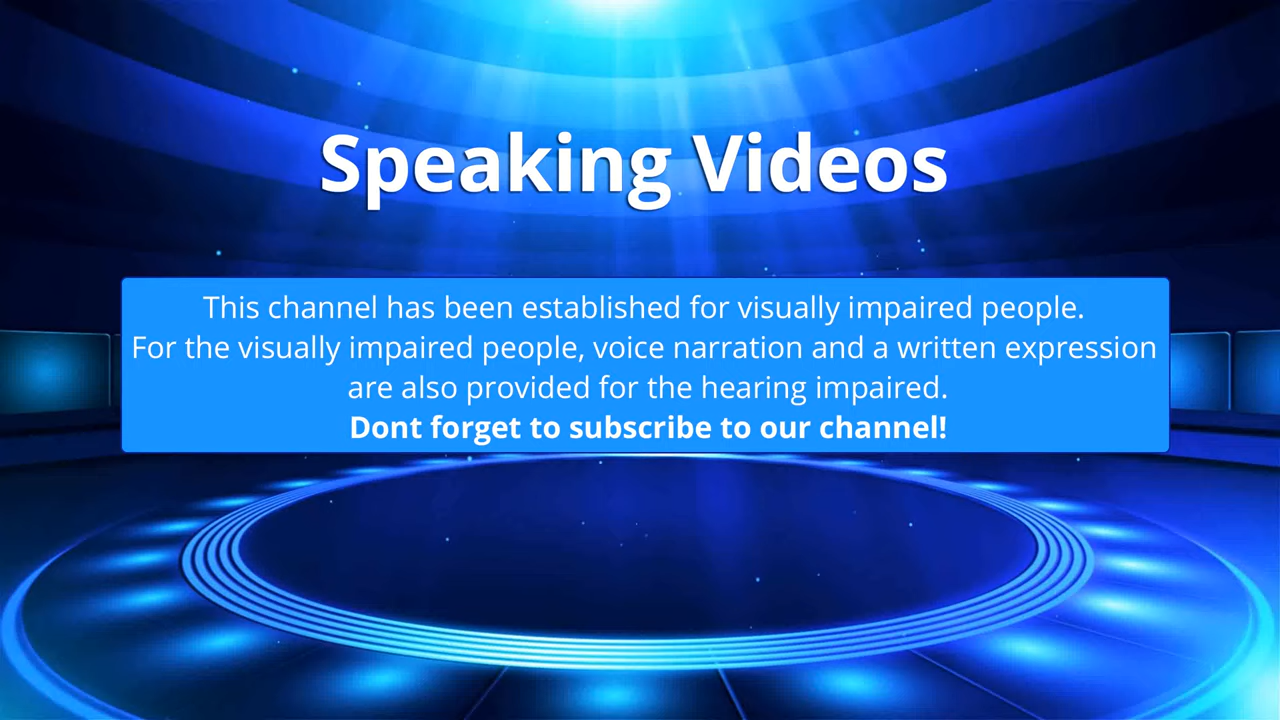 Speaking Videos
This channel has been established for visually impaired people.
For the visually impaired people, voice narration and a written expression
are also provided for the hearing impaired.
Dont forget to subscribe to our channel!